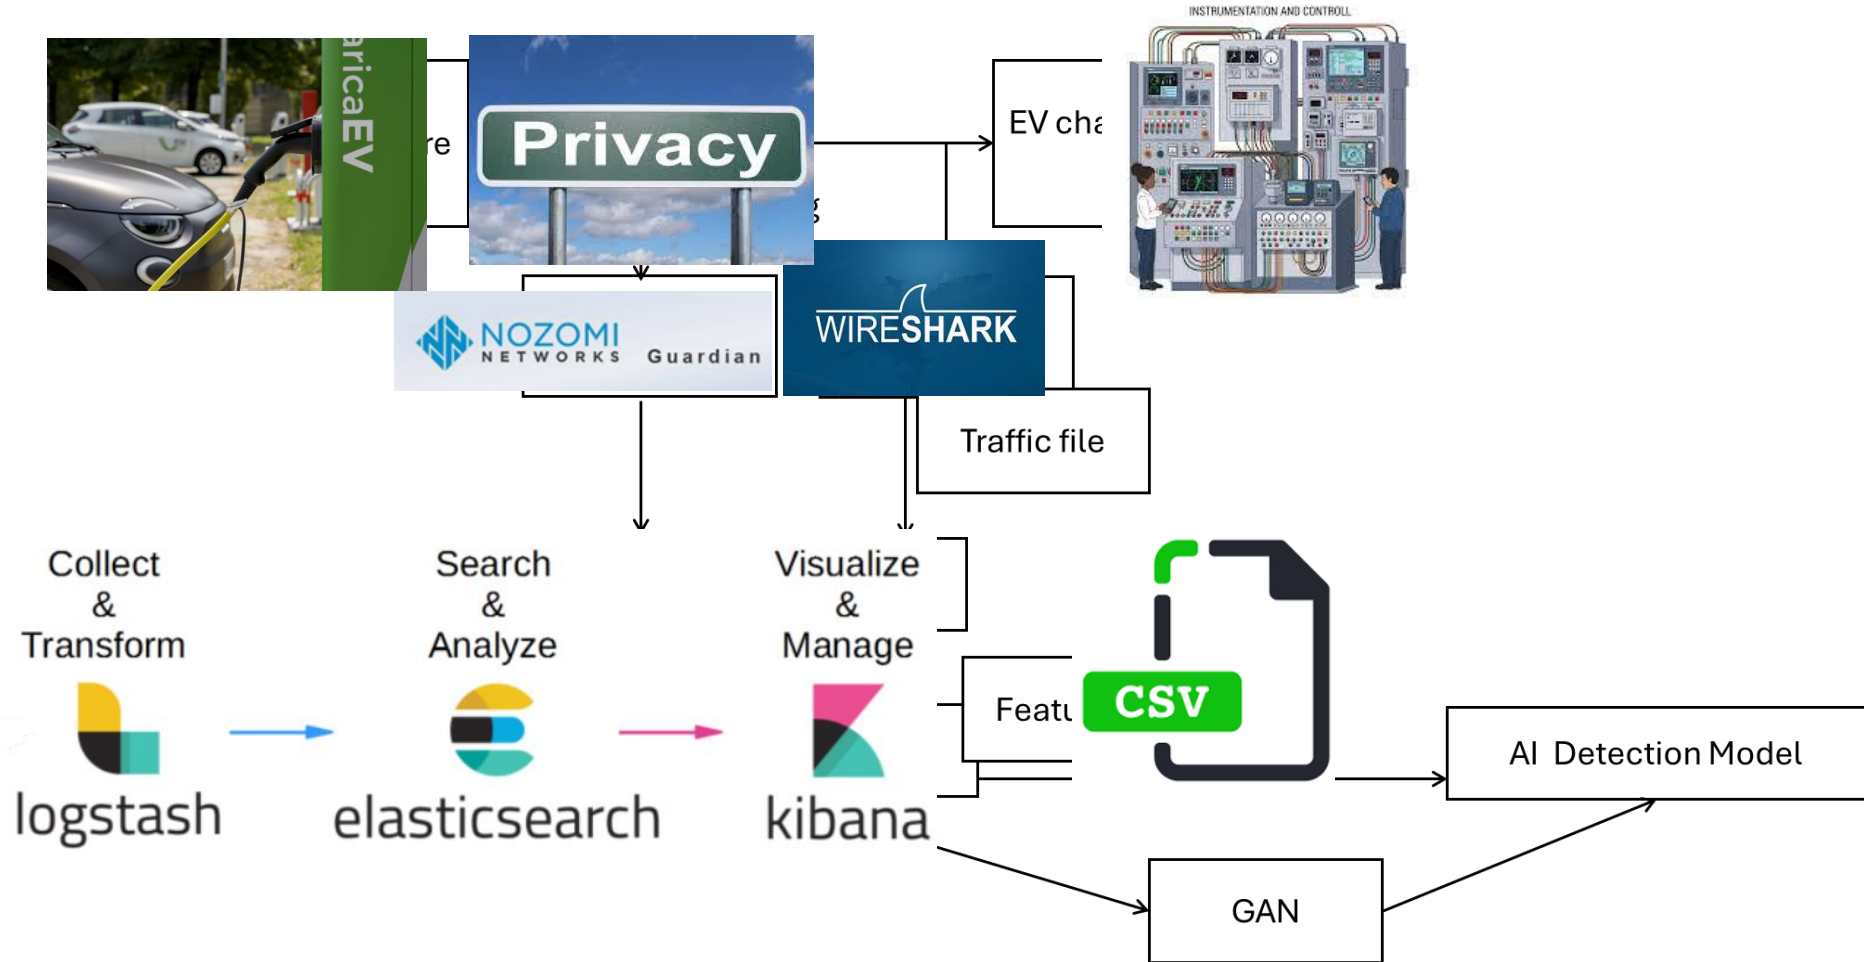 INSTRUMENTATION AND CONTROLL
aricaEV
re
Privacy
g
EV cha
NOZOMI
NETWORKS Guardian
WIRESHARK
Traffic file
Collect
&
Transform
Search
&
Analyze
Visualize
&
Manage
logstash
elasticsearch
kibana
Featu
CSV
AI Detection Model
GAN